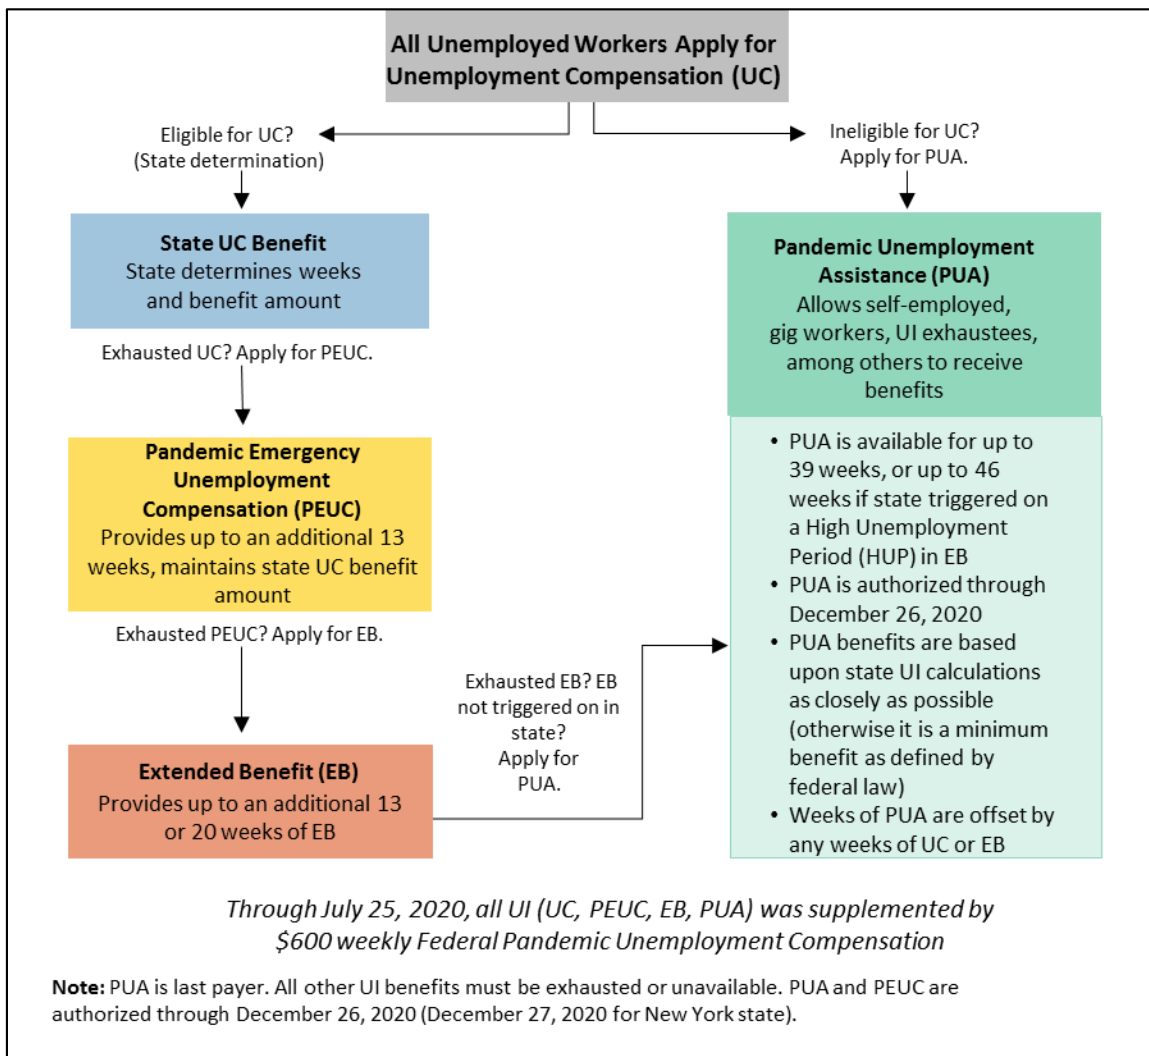 All Unemployed Workers Apply for
Unemployment Compensation (UC)
Eligible for UC?
(State determination)
Ineligible for UC?
Apply for PUA.
State UC Benefit
State determines weeks
and benefit amount
Exhausted UC? Apply for PEUC.
Pandemic Emergency
Unemployment
Compensation (PEUC)
Provides up to an additional 13
weeks, maintains state UC benefit
amount
Exhausted PEUC? Apply for EB.
Extended Benefit (EB)
Provides up to an additional 13
or 20 weeks of EB
Exhausted EB? EB
not triggered on in
state?
Apply for
PUA.
Pandemic Unemployment
Assistance (PUA)
Allows self-employed,
gig workers, UI exhaustees,
among others to receive
benefits
• PUA is available for up to
39 weeks, or up to 46
weeks if state triggered on
a High Unemployment
Period (HUP) in EB
• PUA is authorized through
December 26, 2020
• PUA benefits are based
upon state UI calculations
as closely as possible
(otherwise it is a minimum
benefit as defined by
federal law)
• Weeks of PUA are offset by
any weeks of UC or EB
Through July 25, 2020, all UI (UC, PEUC, EB, PUA) was supplemented by
$600 weekly Federal Pandemic Unemployment Compensation
Note: PUA is last payer. All other UI benefits must be exhausted or unavailable. PUA and PEUC are
authorized through December 26, 2020 (December 27, 2020 for New York state).